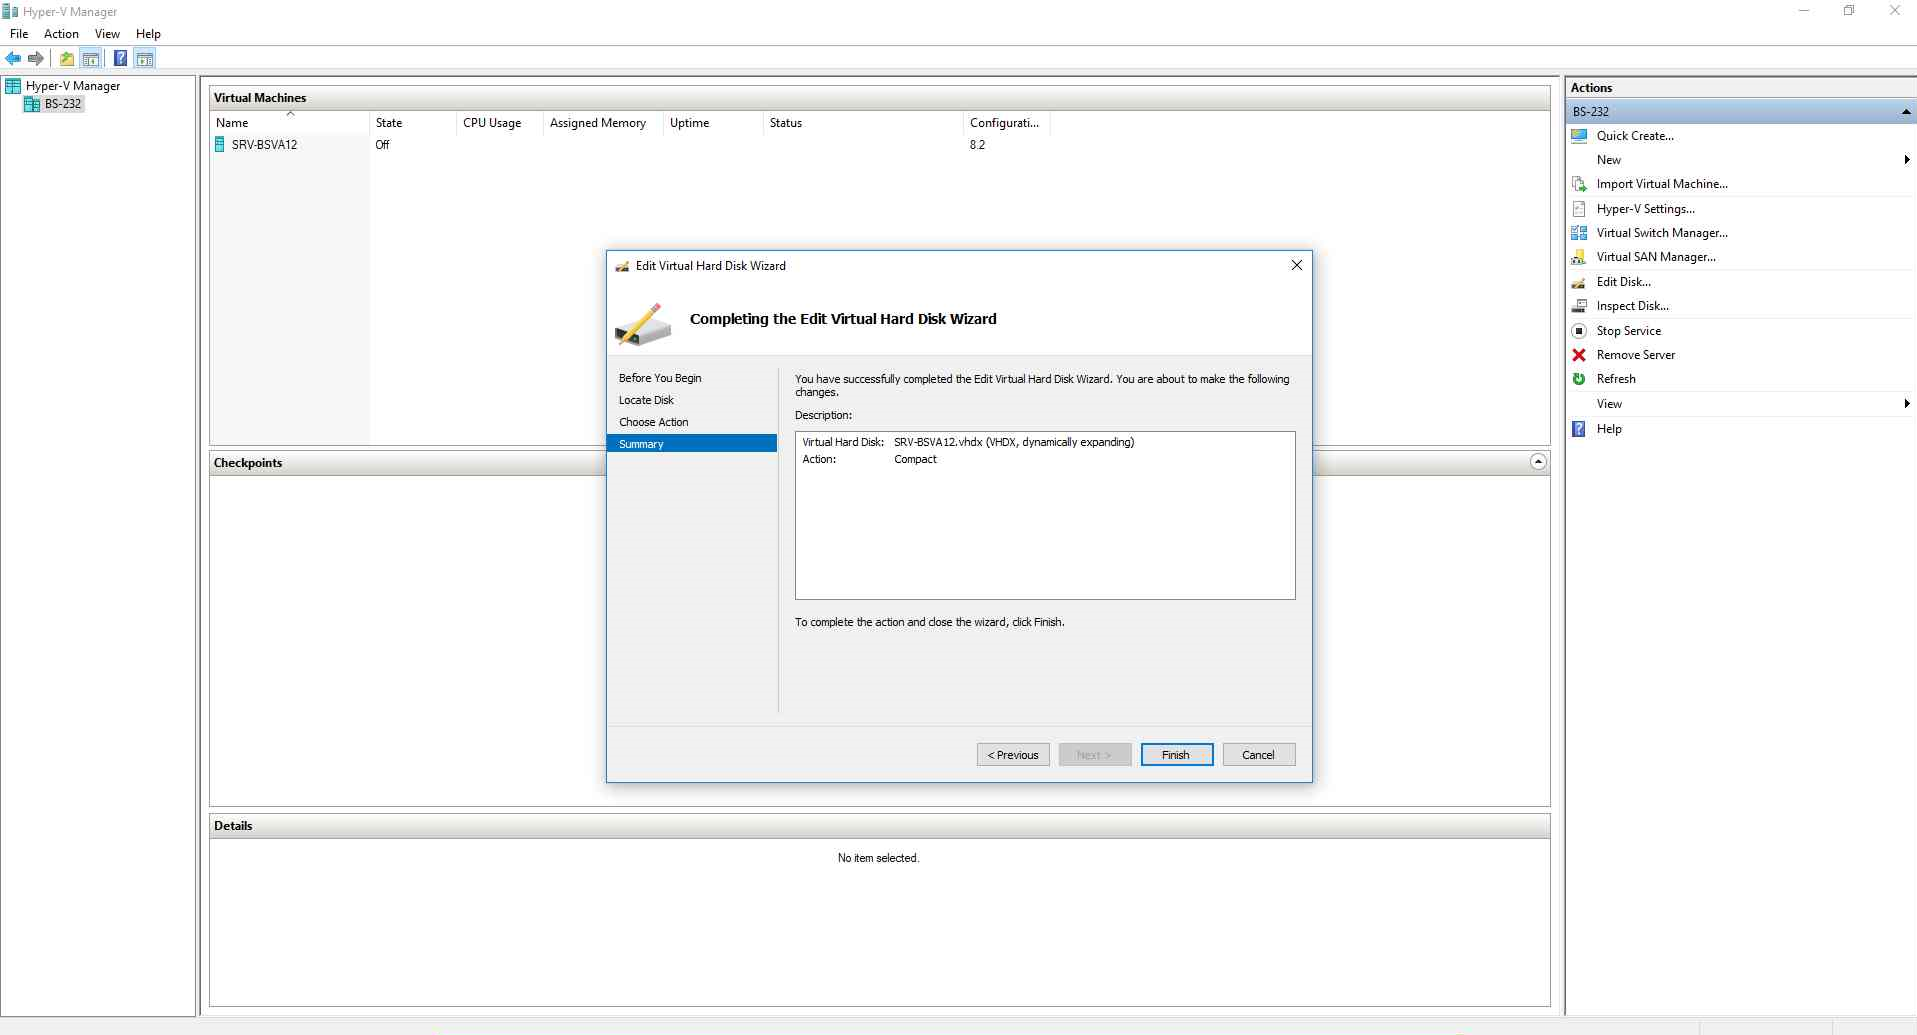 Hyper-V Manager
File Action View Help
Hyper-V Manager
BS-232
Virtual Machines
Name State CPU Usage Assigned Memory Uptime Status Configurati...
SRV-BSVA12 Off 8.2
Edit Virtual Hard Disk Wizard
Completing the Edit Virtual Hard Disk Wizard
Before You Begin
Locate Disk
Choose Action
Summary
You have successfully completed the Edit Virtual Hard Disk Wizard. You are about to make the following
changes.
Description:
Virtual Hard Disk: SRV-BSVA12.vhdx (VHDX, dynamically expanding)
Action: Compact
To complete the action and close the wizard, click Finish.
< Previous Next > Finish Cancel
Checkpoints
Details
No item selected.
Actions
BS-232
Quick Create...
New
Import Virtual Machine...
Hyper-V Settings...
Virtual Switch Manager...
Virtual SAN Manager...
Edit Disk...
Inspect Disk...
Stop Service
Remove Server
Refresh
View
Help